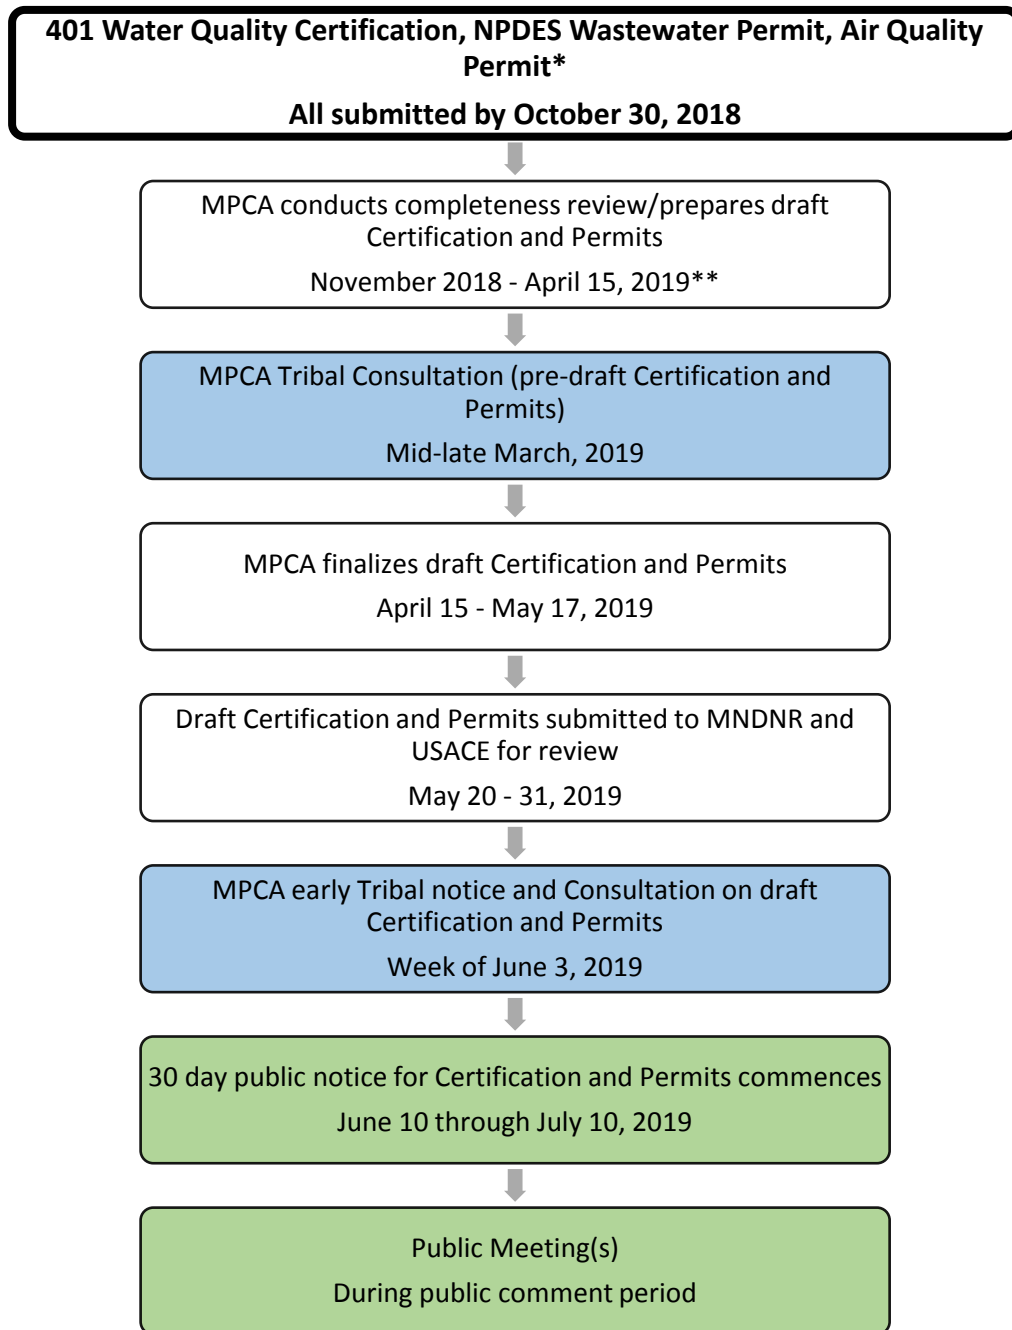 401 Water Quality Certification, NPDES Wastewater Permit, Air Quality
Permit*
All submitted by October 30, 2018
MPCA conducts completeness review/prepares draft
Certification and Permits
November 2018 - April 15, 2019**
MPCA Tribal Consultation (pre-draft Certification and
Permits)
Mid-late March, 2019
MPCA finalizes draft Certification and Permits
April 15 - May 17, 2019
Draft Certification and Permits submitted to MNDNR and
USACE for review
May 20 - 31, 2019
MPCA early Tribal notice and Consultation on draft
Certification and Permits
Week of June 3, 2019
30 day public notice for Certification and Permits commences
June 10 through July 10, 2019
Public Meeting(s)
During public comment period